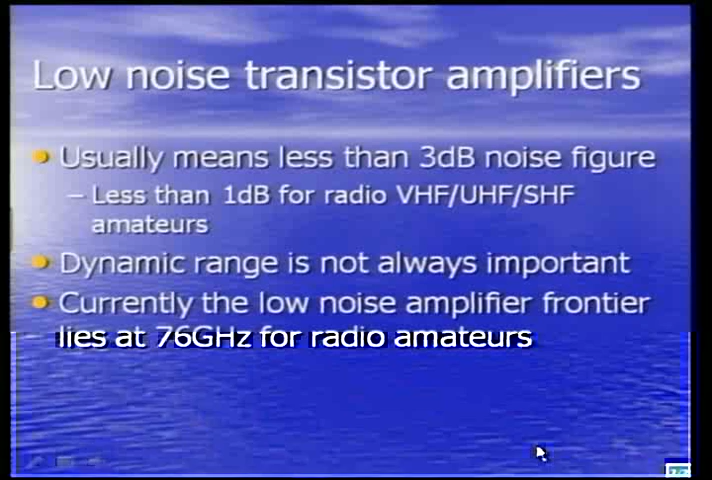 Low noise transistor amplifiers
• Usually means less than 3dB noise figure
– Less than 1dB for radio VHF/UHF/SHF
amateurs
• Dynamic range is not always important
• Currently the low noise amplifier frontier
lies at 76GHz for radio amateurs